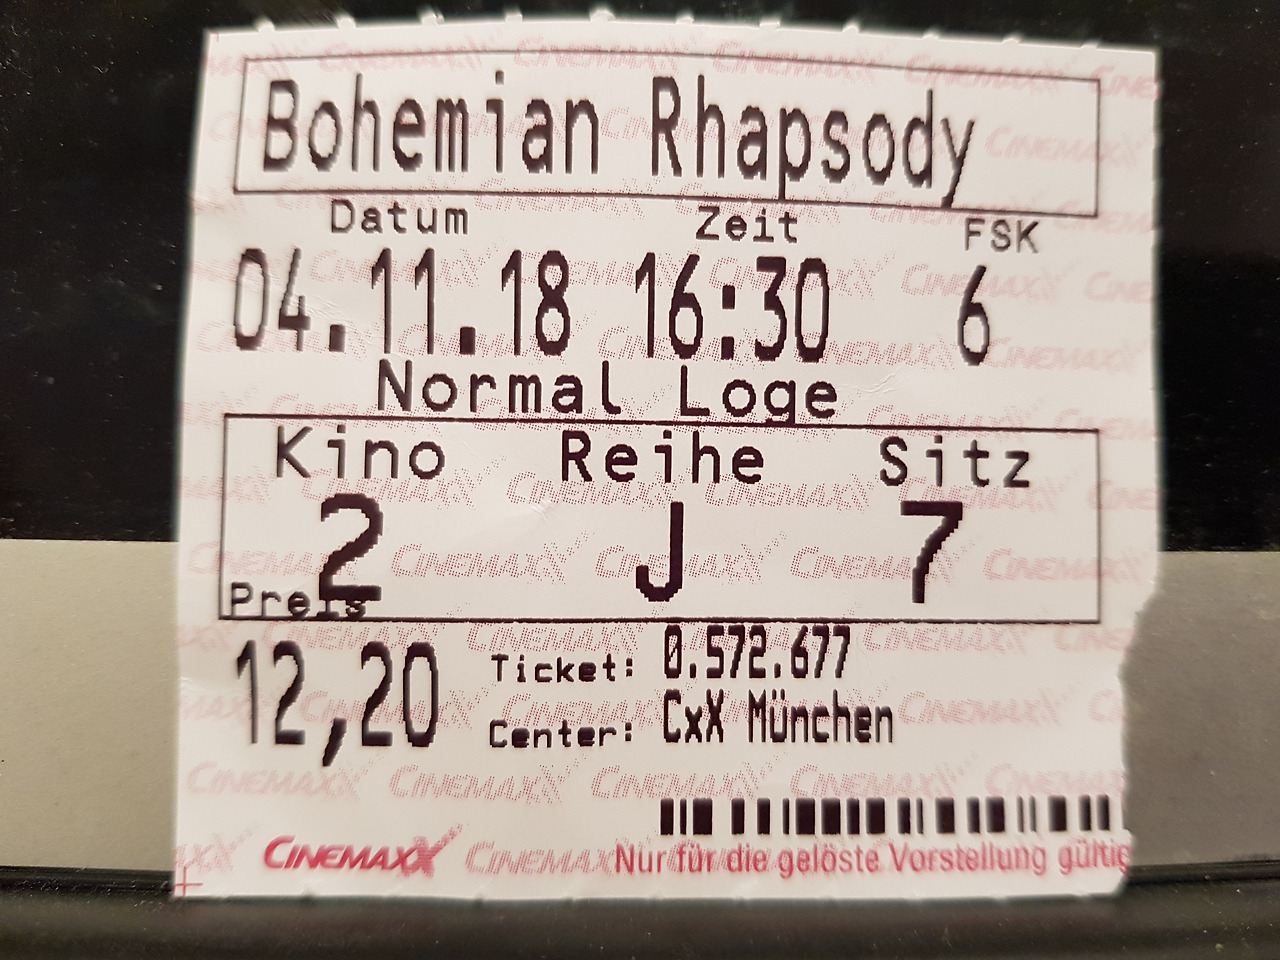 Bohemian Rhapsody
Datum Zeit FSK
04.11.18 16:30 6
Normal Loge
Kino Reihe Sitz
2 J 7
Preis
12,20 Ticket: 0.572.677
Center: CxX München
CINEMAXX Nur für die gelöste Vorstellung gültig